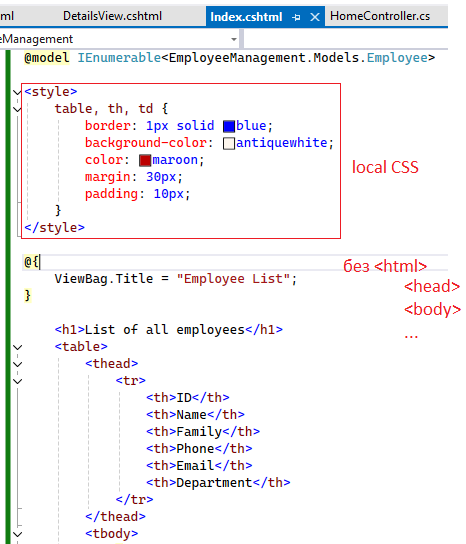 ml DetailsView.cshtml Index.cshtml HomeController.cs
eManagement
@model IEnumerable<EmployeeManagement.Models.Employee>
<style>
table, th, td {
border: 1px solid blue;
background-color: antiquewhite;
color: maroon;
margin: 30px;
padding: 10px;
}
</style>
local CSS
@{
ViewBag.Title = "Employee List";
}
без <html>
<head>
<body>
...
<h1>List of all employees</h1>
<table>
<thead>
<tr>
<th>ID</th>
<th>Name</th>
<th>Family</th>
<th>Phone</th>
<th>Email</th>
<th>Department</th>
</tr>
</thead>
<tbody>